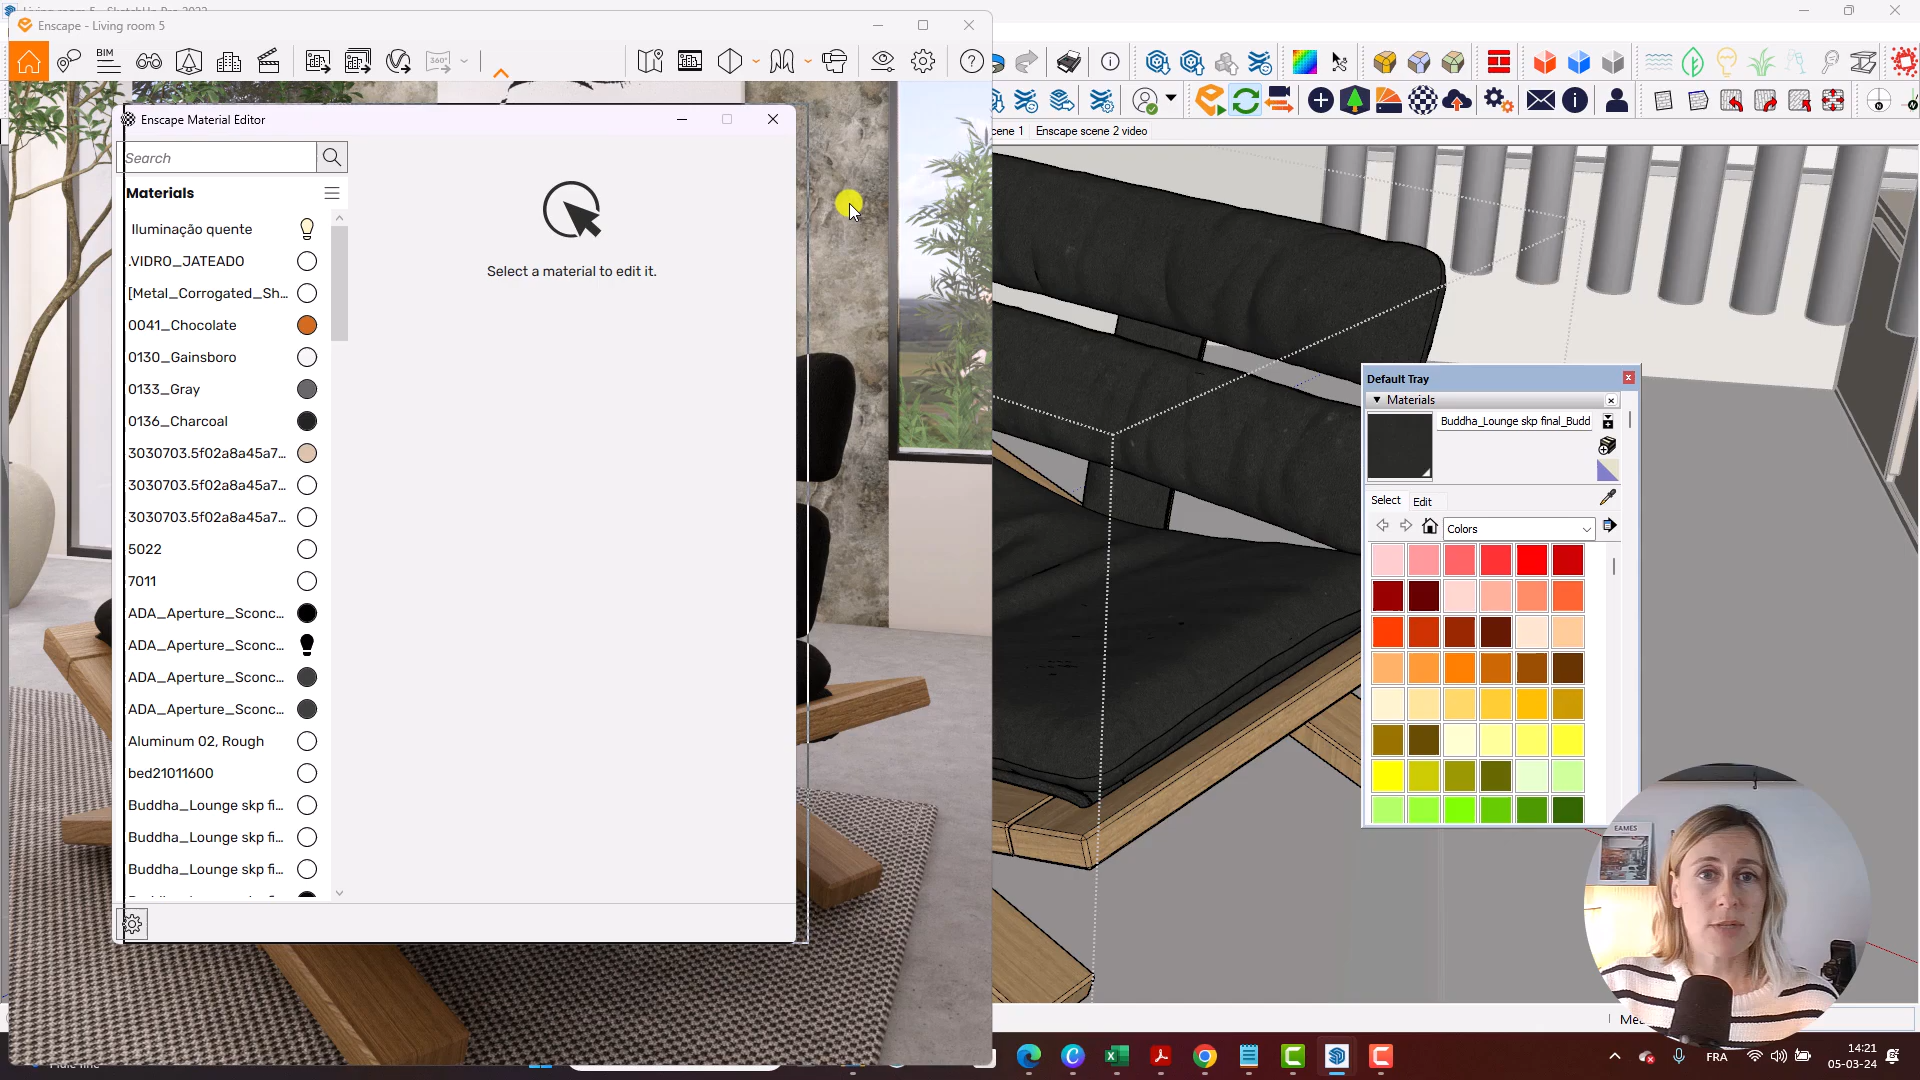 Enscape - Living room 5
BIM
360°
Enscape Material Editor
Search
Materials
Iluminação quente
.VIDRO_JATEADO
[Metal_Corrogated_Sh...
0041_Chocolate
0130_Gainsboro
0133_Gray
0136_Charcoal
3030703.5f02a8a45a7...
3030703.5f02a8a45a7...
3030703.5f02a8a45a7...
5022
7011
ADA_Aperture_Sconc...
ADA_Aperture_Sconc...
ADA_Aperture_Sconc...
ADA_Aperture_Sconc...
Aluminum 02, Rough
bed21011600
Buddha_Lounge skp fi...
Buddha_Lounge skp fi...
Buddha_Lounge skp fi...
Select a material to edit it.
cene 1
Enscape scene 2 video
Default Tray
Materials
Buddha_Lounge skp final_Budd
Select
Edit
Colors
EAMES
Me
FRA
14:21
05-03-24